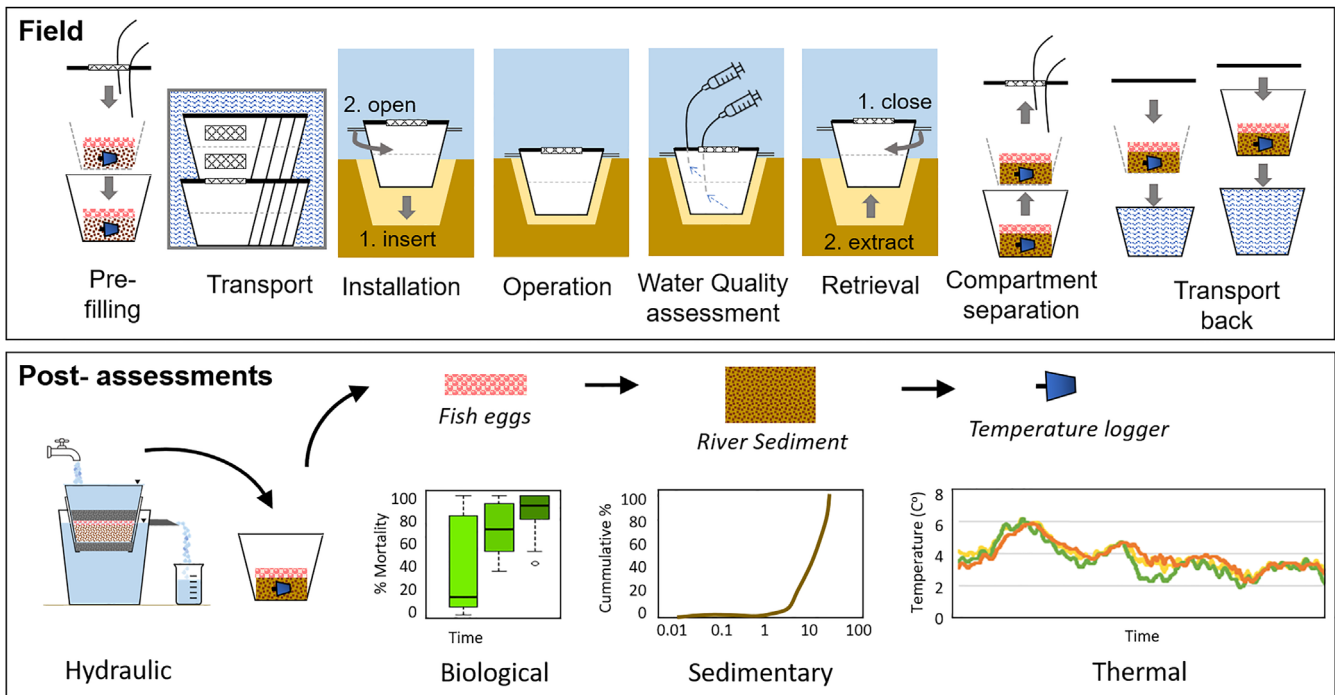 Field
2. open
1. insert
1. close
2. extract
Pre-
filling
Transport
Installation
Operation
Water Quality
assessment
Retrieval
Compartment
separation
Transport
back
Post- assessments
Fish eggs
River Sediment
Temperature logger
% Mortality
100
80
60
40
20
0
Time
Cummulative %
100
80
60
40
20
0
0.01
0.1
1
10
100
Temperature (Cº)
8
6
4
2
0
Time
Hydraulic
Biological
Sedimentary
Thermal